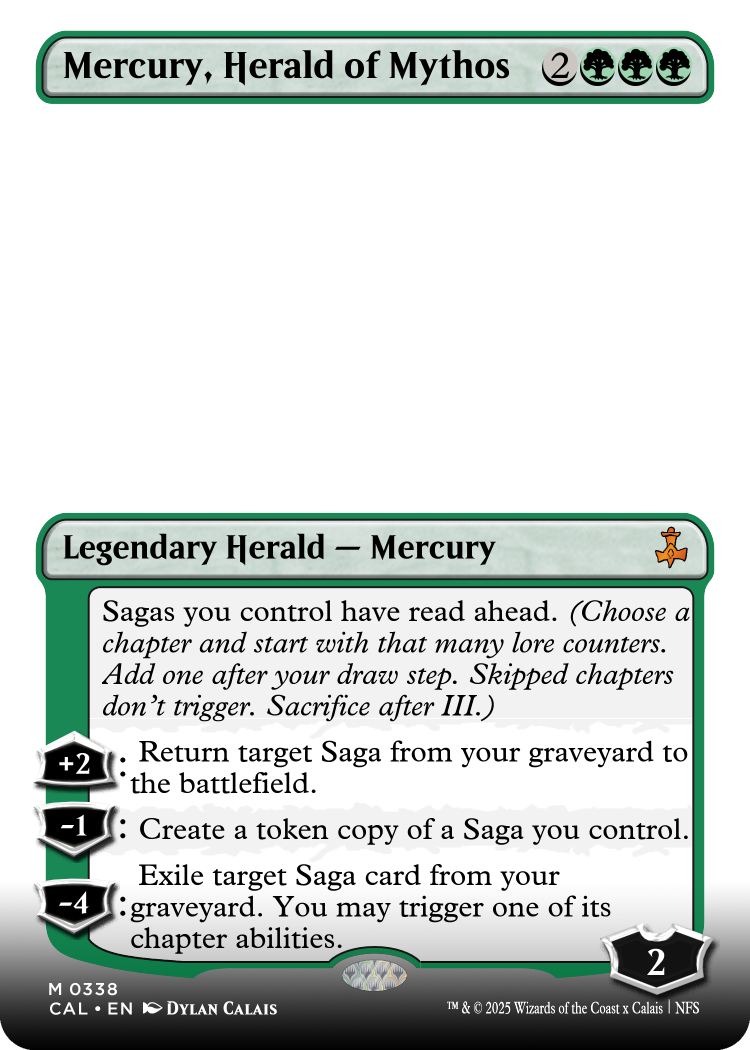 Mercury, Herald of Mythos 2
Legendary Herald — Mercury
Sagas you control have read ahead. (Choose a
chapter and start with that many lore counters.
Add one after your draw step. Skipped chapters
don't trigger. Sacrifice after III.)
+2: Return target Saga from your graveyard to
the battlefield.
−1: Create a token copy of a Saga you control.
Exile target Saga card from your
−4: graveyard. You may trigger one of its
chapter abilities.
2
M 0338
CAL • EN DYLAN CALAIS
™ & © 2025 Wizards of the Coast x Calais | NFS